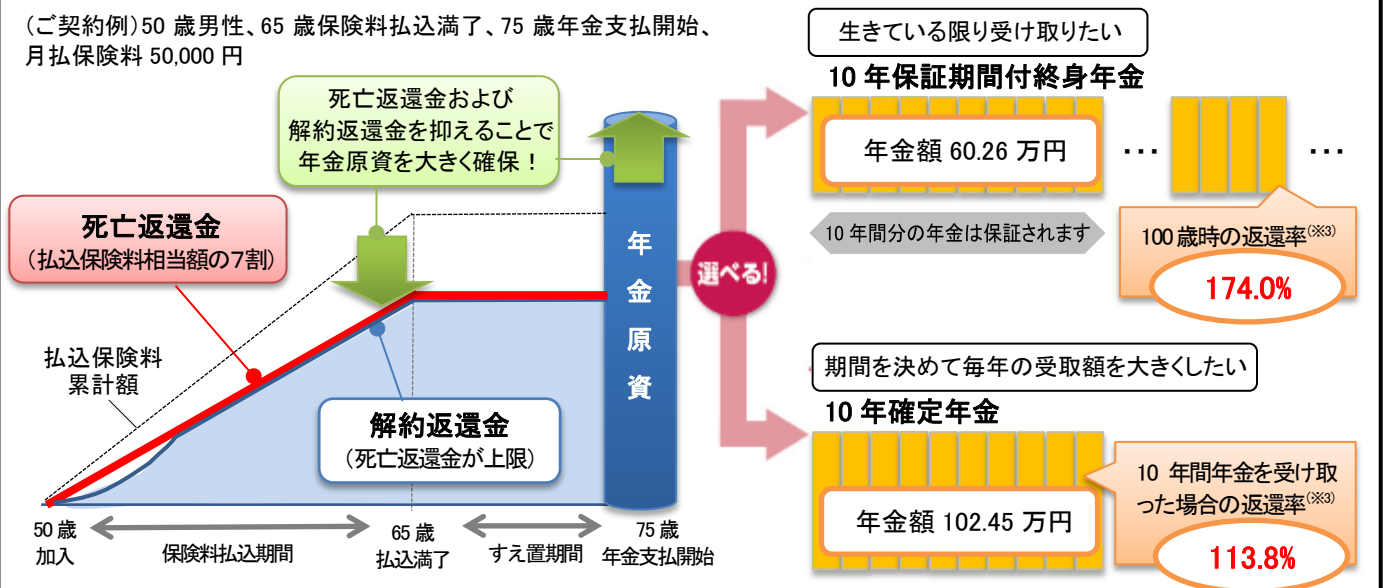 (ご契約例)50 歳男性、65 歳保険料払込満了、75 歳年金支払開始、
月払保険料 50,000 円
死亡返還金および
解約返還金を抑えることで
年金原資を大きく確保！
死亡返還金
(払込保険料相当額の7割)
払込保険料
累計額
解約返還金
(死亡返還金が上限)
年金原資
50 歳
加入
保険料払込期間
65 歳
払込満了
すえ置期間
75 歳
年金支払開始
選べる!
生きている限り受け取りたい
10 年保証期間付終身年金
年金額 60.26 万円
… …
10 年間分の年金は保証されます
100 歳時の返還率(※3)
174.0%
期間を決めて毎年の受取額を大きくしたい
10 年確定年金
年金額 102.45 万円
10 年間年金を受け取
った場合の返還率(※3)
113.8%